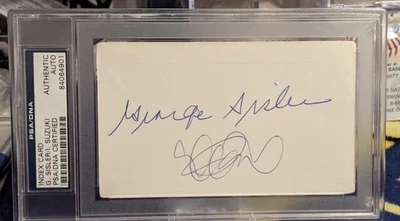 PSA/DNA
INDEX CARD
G. SISLER/I. SUZUKI
PSA/DNA CERTIFIED
AUTHENTIC
AUTO
84064901
George Sisler